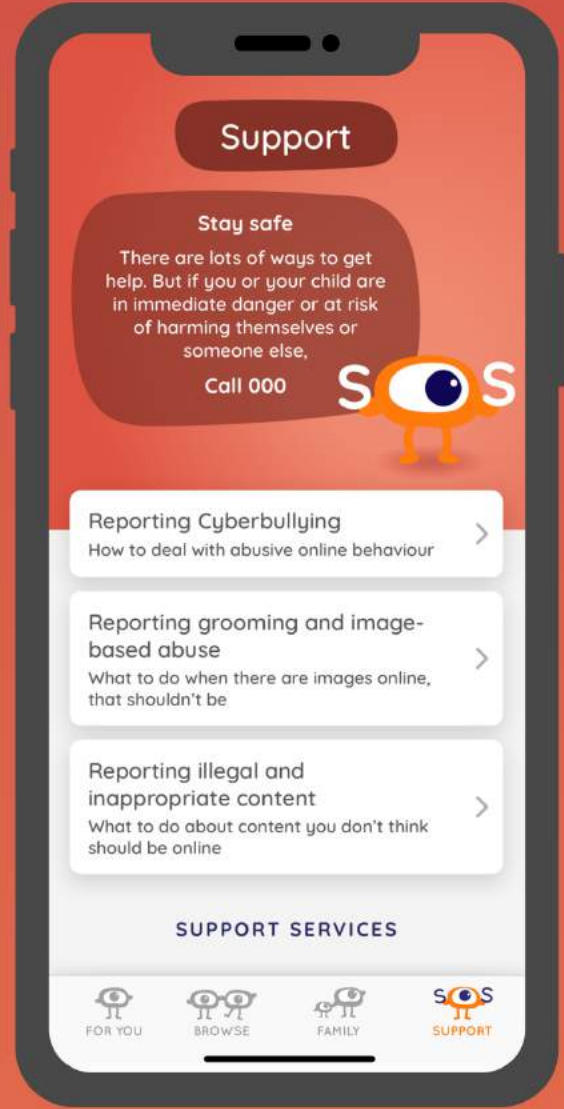 Support
Stay safe
There are lots of ways to get
help. But if you or your child are
in immediate danger or at risk
of harming themselves or
someone else,
Call 000
SOS
Reporting Cyberbullying
How to deal with abusive online behaviour
Reporting grooming and image-
based abuse
What to do when there are images online,
that shouldn't be
Reporting illegal and
inappropriate content
What to do about content you don't think
should be online
SUPPORT SERVICES
SOS
FOR YOU BROWSE FAMILY SUPPORT